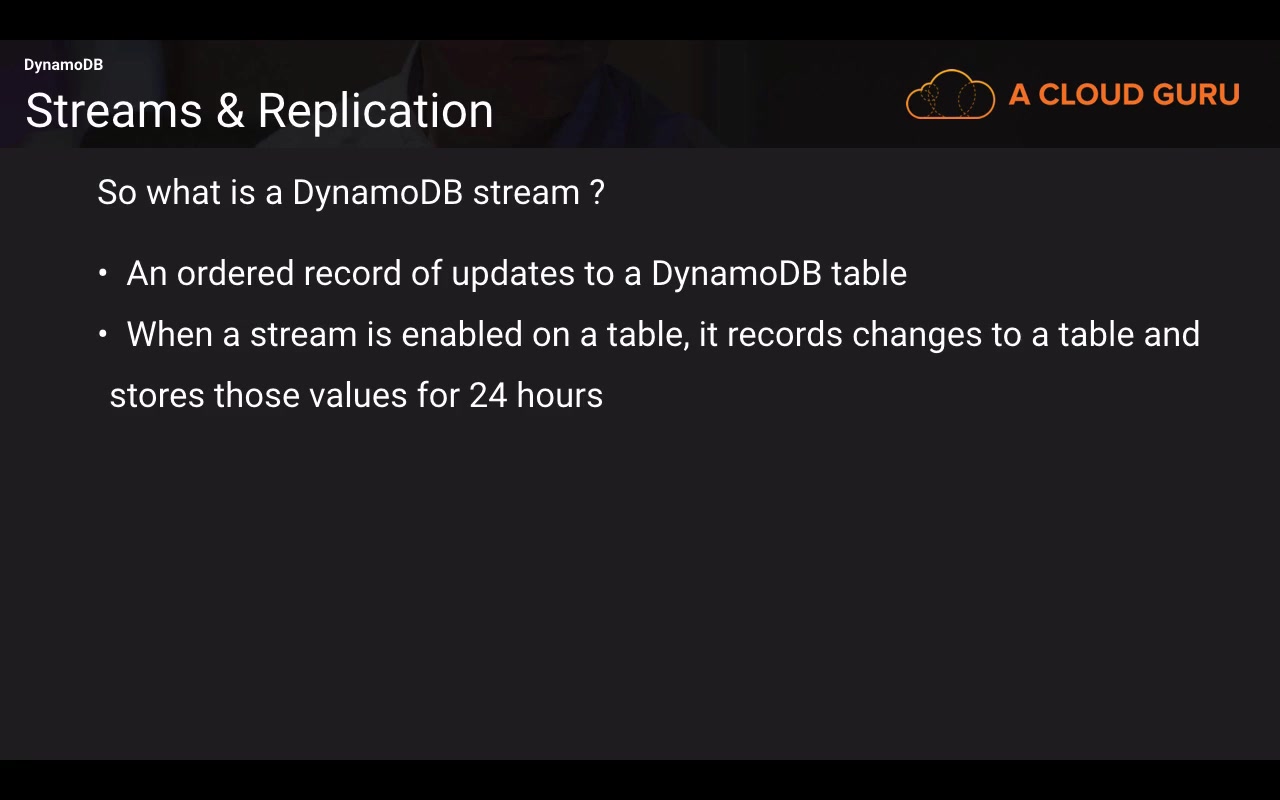 DynamoDB
Streams & Replication
A CLOUD GURU
So what is a DynamoDB stream ?
• An ordered record of updates to a DynamoDB table
• When a stream is enabled on a table, it records changes to a table and
stores those values for 24 hours